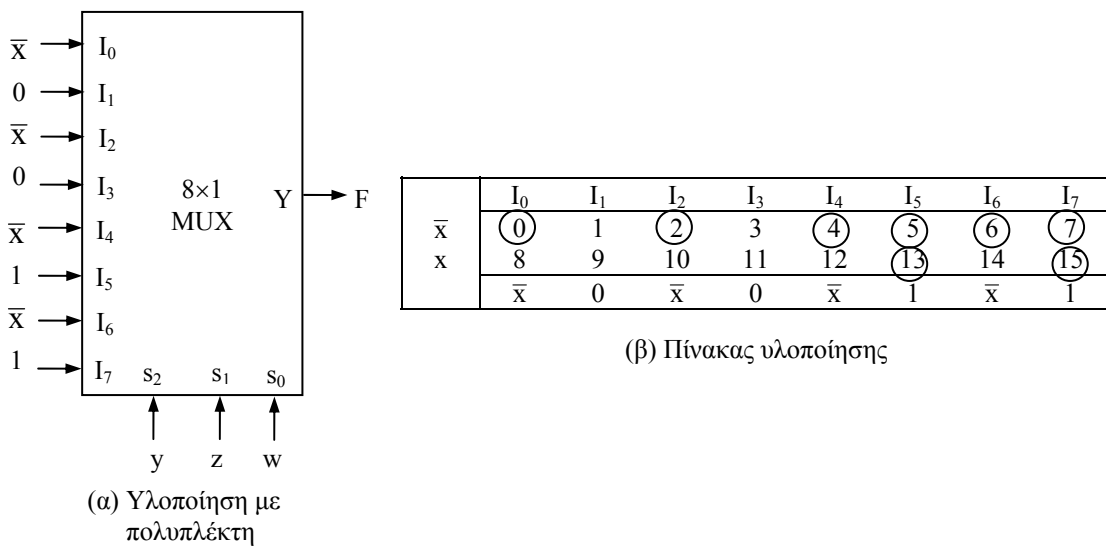 x̅ I₀
0 I₁
x̅ I₂
0 I₃
x̅ I₄
1 I₅
x̅ I₆
1 I₇
8×1
MUX
Y F
s₂ s₁ s₀
y z w
(α) Υλοποίηση με
πολυπλέκτη
I₀ I₁ I₂ I₃ I₄ I₅ I₆ I₇
x̅ 0 1 2 3 4 5 6 7
x 8 9 10 11 12 13 14 15
x̅ 0 x̅ 0 x̅ 1 x̅ 1
(β) Πίνακας υλοποίησης